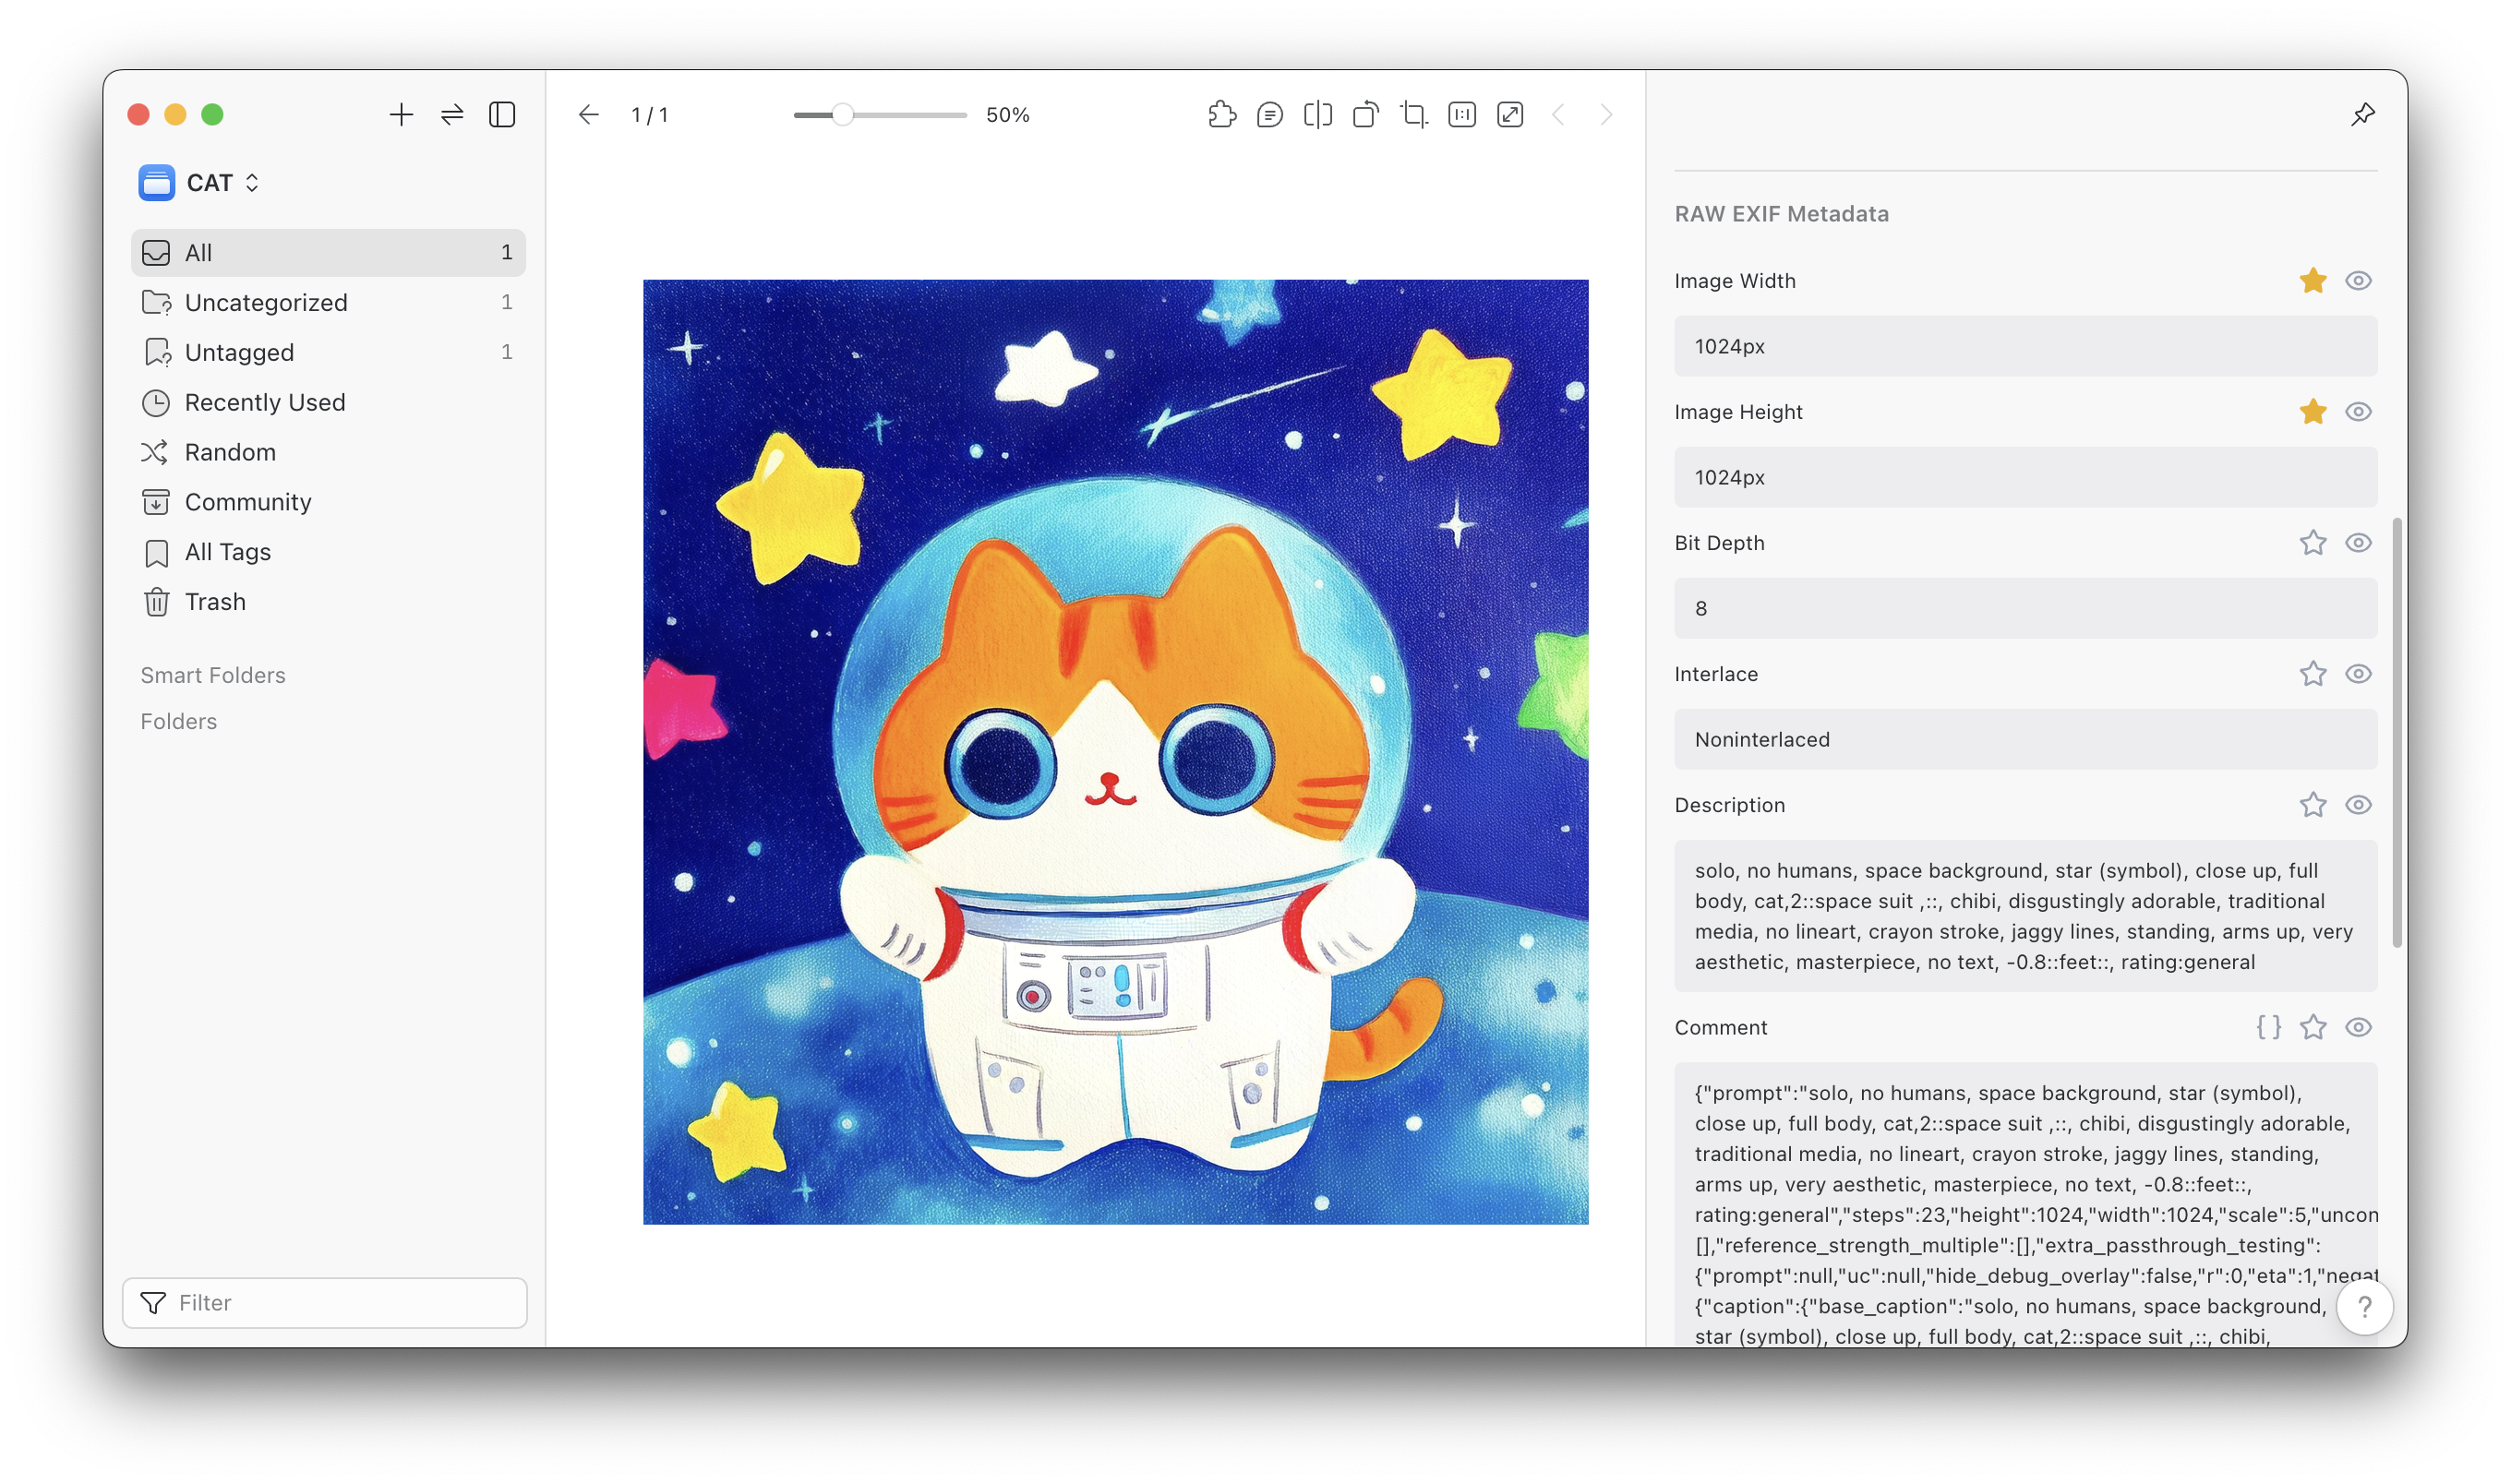 1 / 1
50%
CAT
All 1
Uncategorized 1
Untagged 1
Recently Used
Random
Community
All Tags
Trash
Smart Folders
Folders
Filter
RAW EXIF Metadata
Image Width
1024px
Image Height
1024px
Bit Depth
8
Interlace
Noninterlaced
Description
solo, no humans, space background, star (symbol), close up, full
body, cat,2::space suit ,::, chibi, disgustingly adorable, traditional
media, no lineart, crayon stroke, jaggy lines, standing, arms up, very
aesthetic, masterpiece, no text, -0.8::feet::, rating:general
Comment
{"prompt":"solo, no humans, space background, star (symbol),
close up, full body, cat,2::space suit ,::, chibi, disgustingly adorable,
traditional media, no lineart, crayon stroke, jaggy lines, standing,
arms up, very aesthetic, masterpiece, no text, -0.8::feet::,
rating:general","steps":23,"height":1024,"width":1024,"scale":5,"uncon
[],"reference_strength_multiple":[],"extra_passthrough_testing":
{"prompt":null,"uc":null,"hide_debug_overlay":false,"r":0,"eta":1,"negat
{"caption":{"base_caption":"solo, no humans, space background,
star (symbol), close up, full body, cat,2::space suit ,::, chibi,
?